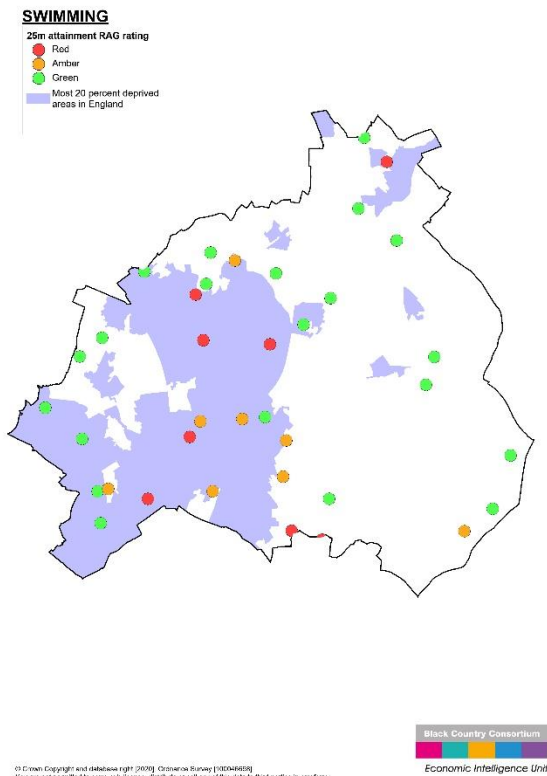 SWIMMING
25m attainment RAG rating
Red
Amber
Green
Most 20 percent deprived
areas in England
Black Country Consortium
Economic Intelligence Unit
© Crown Copyright and database right [2020]. Ordnance Survey [100046698]